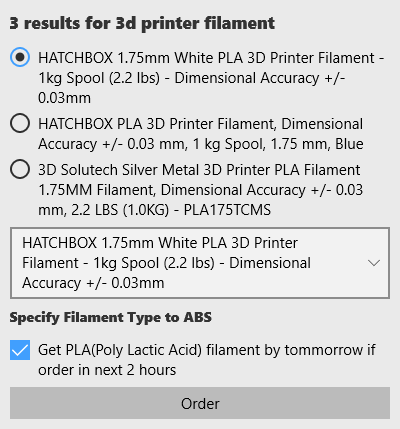 3 results for 3d printer filament
HATCHBOX 1.75mm White PLA 3D Printer Filament -
1kg Spool (2.2 lbs) - Dimensional Accuracy +/-
0.03mm
HATCHBOX PLA 3D Printer Filament, Dimensional
Accuracy +/- 0.03 mm, 1 kg Spool, 1.75 mm, Blue
3D Solutech Silver Metal 3D Printer PLA Filament
1.75MM Filament, Dimensional Accuracy +/- 0.03
mm, 2.2 LBS (1.0KG) - PLA175TCMS
HATCHBOX 1.75mm White PLA 3D Printer
Filament - 1kg Spool (2.2 lbs) - Dimensional
Accuracy +/- 0.03mm
Specify Filament Type to ABS
Get PLA(Poly Lactic Acid) filament by tommorrow if
order in next 2 hours
Order